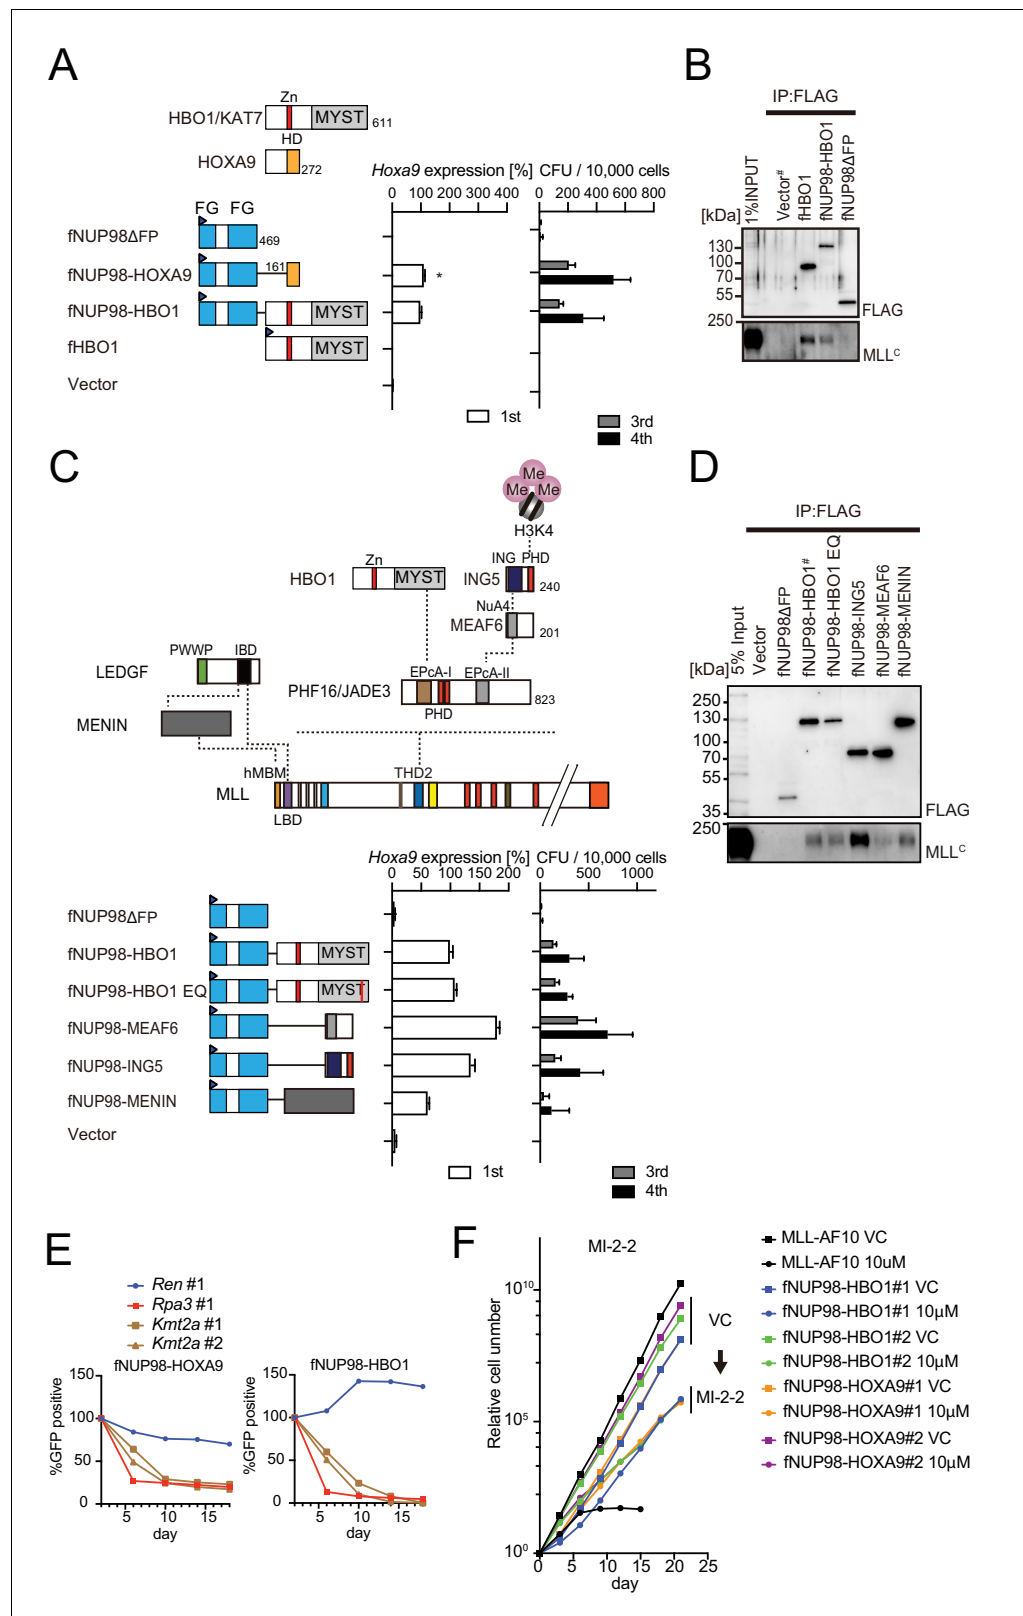 A
Zn
HBO1/KAT7
MYST
611
HD
HOXA9
272
Hoxa9 expression [%]
CFU / 10,000 cells
0 200 400
0 200 400 600 800
FG FG
fNUP98ΔFP
469
fNUP98-HOXA9
161
*
fNUP98-HBO1
MYST
fHBO1
MYST
Vector
1st
3rd
4th
B
IP:FLAG
1%INPUT
Vector#
fHBO1
fNUP98-HBO1
fNUP98ΔFP
[kDa]
130
100
70
55
FLAG
250
MLLC
C
Me
Me Me
H3K4
Zn
HBO1
MYST
ING PHD
ING5
240
NuA4
MEAF6
201
PWWP IBD
LEDGF
EPcA-I EPcA-II
PHF16/JADE3
823
PHD
MENIN
hMBM
THD2
MLL
LBD
Hoxa9 expression [%]
CFU / 10,000 cells
0 50 100 150 200
0 500 1000
fNUP98ΔFP
fNUP98-HBO1
MYST
fNUP98-HBO1 EQ
MYST
fNUP98-MEAF6
fNUP98-ING5
fNUP98-MENIN
Vector
1st
3rd
4th
D
IP:FLAG
5% Input
Vector
fNUP98ΔFP
fNUP98-HBO1#
fNUP98-HBO1 EQ
fNUP98-ING5
fNUP98-MEAF6
fNUP98-MENIN
[kDa]
250
130
100
70
55
35
FLAG
250
MLLC
E
Ren #1
Rpa3 #1
Kmt2a #1
Kmt2a #2
fNUP98-HOXA9
%GFP positive
150
100
50
0
5 10 15
day
fNUP98-HBO1
%GFP positive
150
100
50
0
5 10 15
day
F
MI-2-2
Relative cell unmber
10^10
10^5
10^0
0 5 10 15 20 25
day
VC
MI-2-2
MLL-AF10 VC
MLL-AF10 10uM
fNUP98-HBO1#1 VC
fNUP98-HBO1#1 10μM
fNUP98-HBO1#2 VC
fNUP98-HBO1#2 10μM
fNUP98-HOXA9#1 VC
fNUP98-HOXA9#1 10μM
fNUP98-HOXA9#2 VC
fNUP98-HOXA9#2 10μM